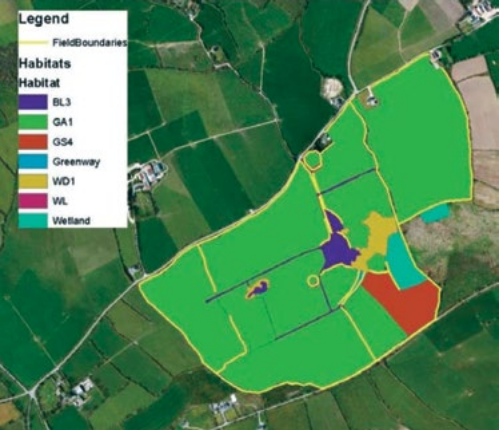 Legend
FieldBoundaries
Habitats
Habitat
BL3
GA1
GS4
Greenway
WD1
WL
Wetland